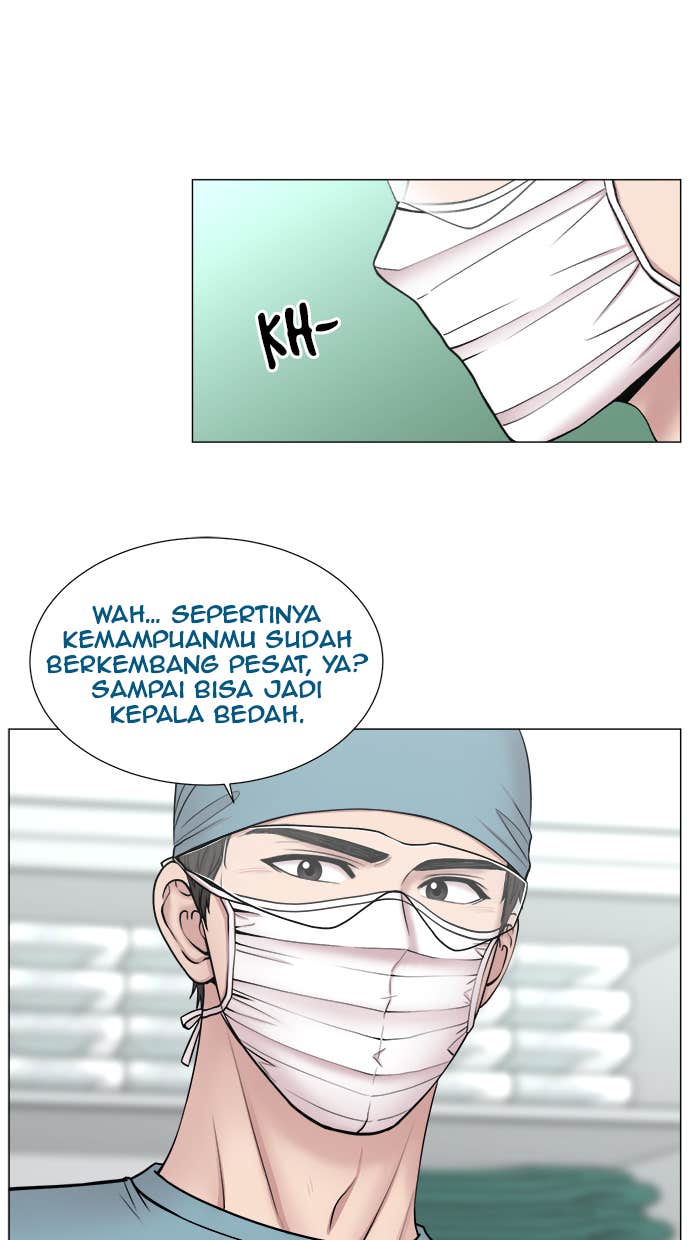 KH-
WAH... SEPERTINYA
KEMAMPUANMU SUDAH
BERKEMBANG PESAT, YA?
SAMPAI BISA JADI
KEPALA BEDAH.